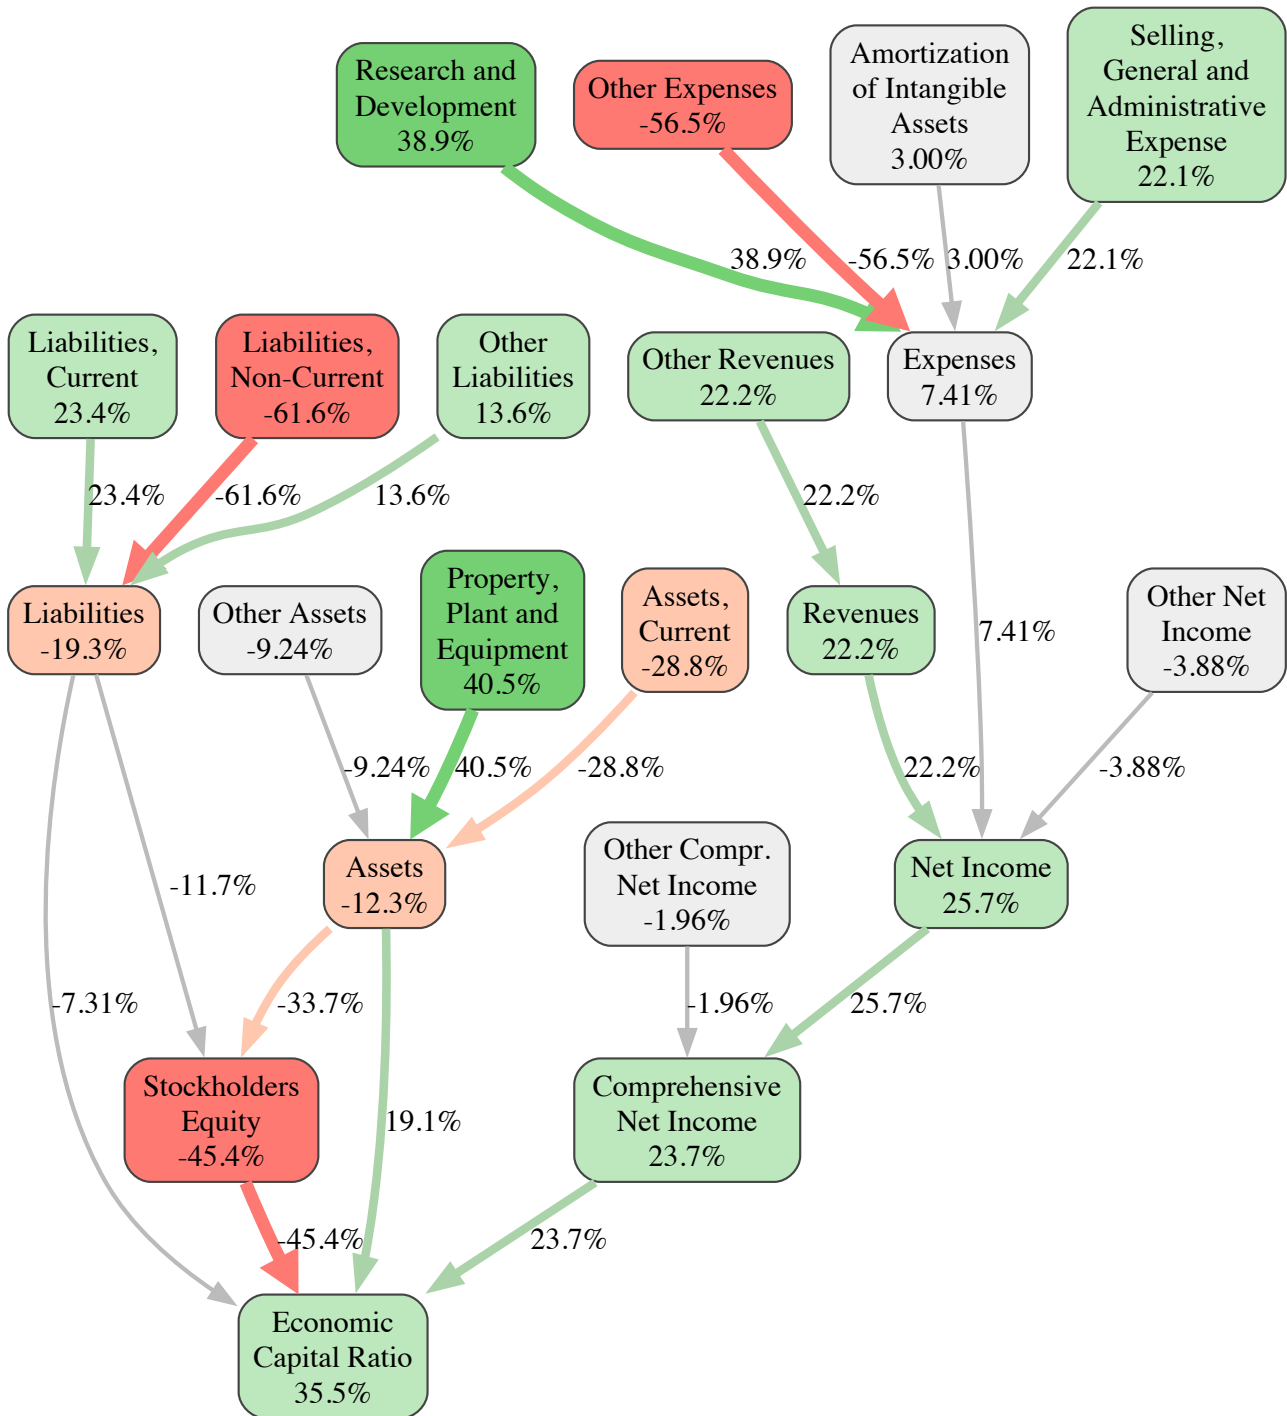 Research and
Development
38.9%
Other Expenses
-56.5%
Amortization
of Intangible
Assets
3.00%
Selling,
General and
Administrative
Expense
22.1%
38.9%
-56.5%
3.00%
22.1%
Liabilities,
Current
23.4%
Liabilities,
Non-Current
-61.6%
Other
Liabilities
13.6%
Other Revenues
22.2%
Expenses
7.41%
23.4%
-61.6%
13.6%
22.2%
Liabilities
-19.3%
Other Assets
-9.24%
Property,
Plant and
Equipment
40.5%
Assets,
Current
-28.8%
Revenues
22.2%
7.41%
Other Net
Income
-3.88%
-9.24%
40.5%
-28.8%
22.2%
-3.88%
-11.7%
Assets
-12.3%
Other Compr.
Net Income
-1.96%
Net Income
25.7%
-7.31%
-33.7%
-1.96%
25.7%
Stockholders
Equity
-45.4%
19.1%
Comprehensive
Net Income
23.7%
-45.4%
23.7%
Economic
Capital Ratio
35.5%